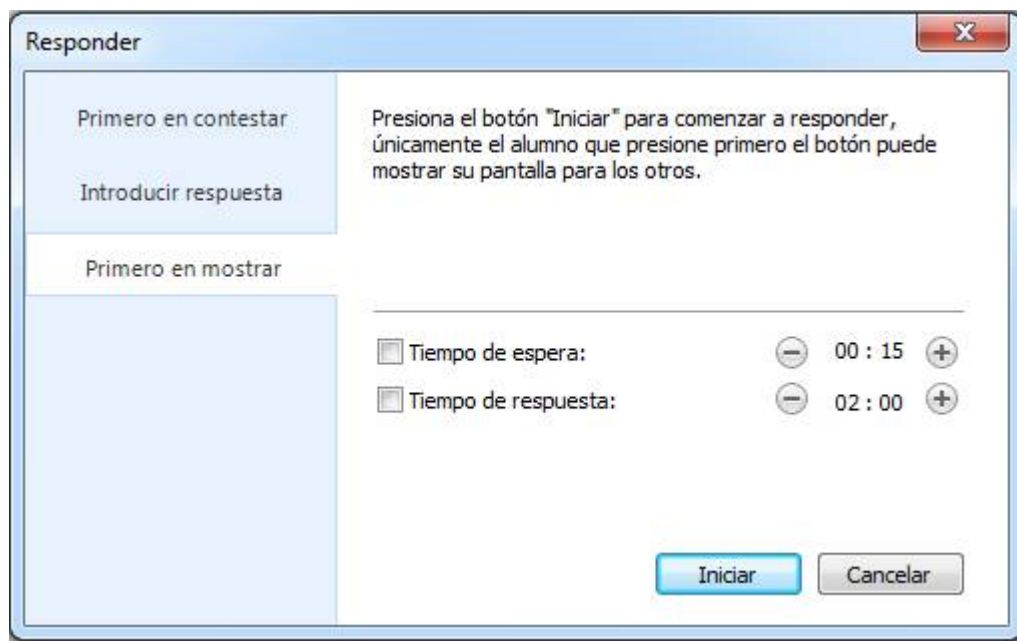 Responder
Primero en contestar
Introducir respuesta
Primero en mostrar
Presiona el botón "Iniciar" para comenzar a responder,
únicamente el alumno que presione primero el botón puede
mostrar su pantalla para los otros.
Tiempo de espera: 00 : 15
Tiempo de respuesta: 02 : 00
Iniciar Cancelar